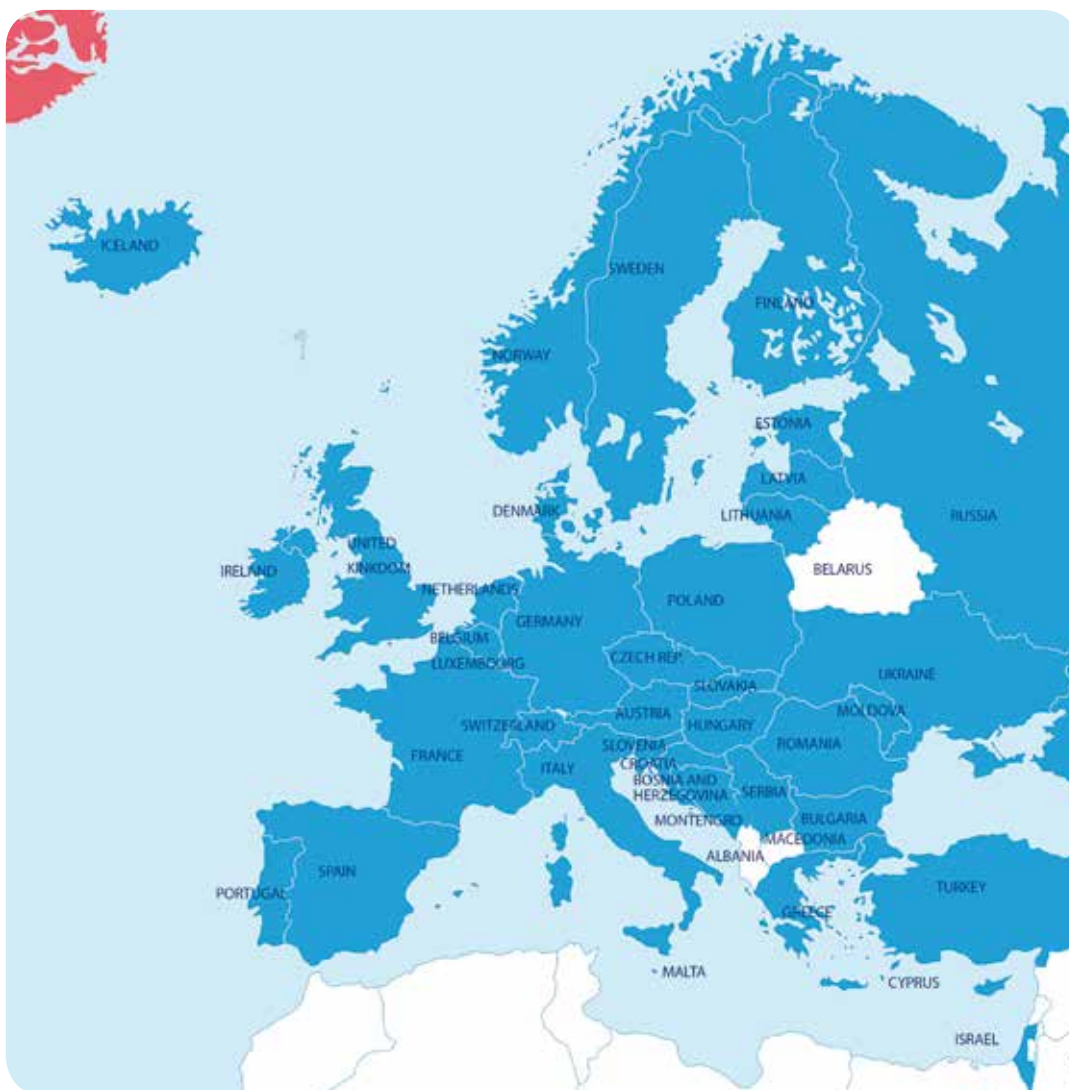 ICELAND
SWEDEN
FINLAND
NORWAY
ESTONIA
LATVIA
DENMARK
LITHUANIA
RUSSIA
UNITED
KINKDOM
IRELAND
BELARUS
NETHERLANDS
POLAND
GERMANY
BELGIUM
LUXEMBOURG
CZECH REP.
UKRAINE
SLOVAKIA
MOLDOVA
AUSTRIA
SWITZEGLAND
HUNGARY
ROMANIA
SLOVENIA
FRANCE
CROATIA
ITALY
BOSNIA AND
HERZEGOVINA
SERBIA
MONTENGRO
BULGARIA
MACEDONIA
ALBANIA
SPAIN
PORTUGAL
TURKEY
GREECE
MALTA
CYPRUS
ISRAEL